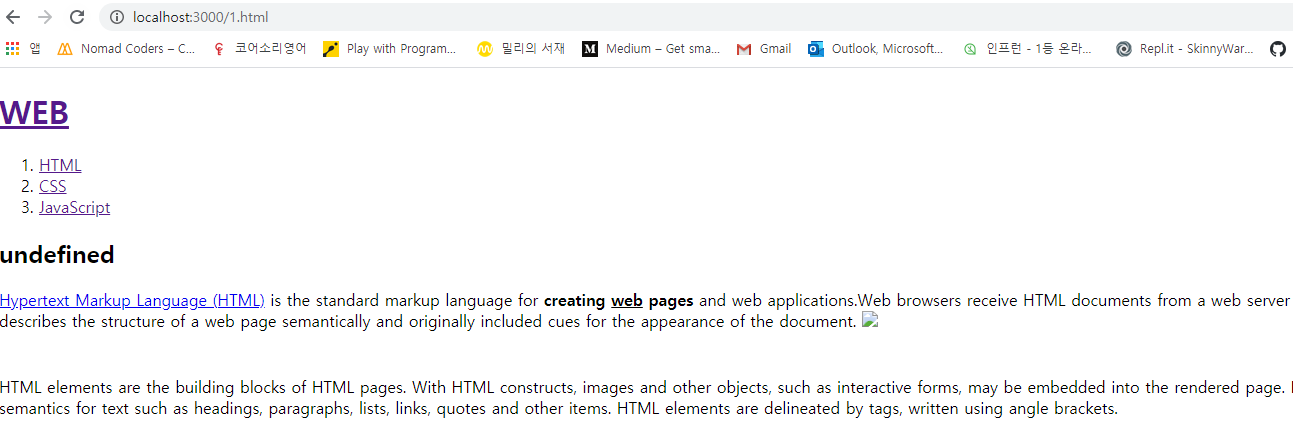 localhost:3000/1.html
앱 Nomad Coders – C... 코어소리영어 Play with Program... 밀리의 서재 Medium – Get sma... Gmail Outlook, Microsoft... 인프런 - 1등 온라... Repl.it - SkinnyWar...
WEB
1. HTML
2. CSS
3. JavaScript
undefined
Hypertext Markup Language (HTML) is the standard markup language for creating web pages and web applications.Web browsers receive HTML documents from a web server
describes the structure of a web page semantically and originally included cues for the appearance of the document.
HTML elements are the building blocks of HTML pages. With HTML constructs, images and other objects, such as interactive forms, may be embedded into the rendered page.
semantics for text such as headings, paragraphs, lists, links, quotes and other items. HTML elements are delineated by tags, written using angle brackets.